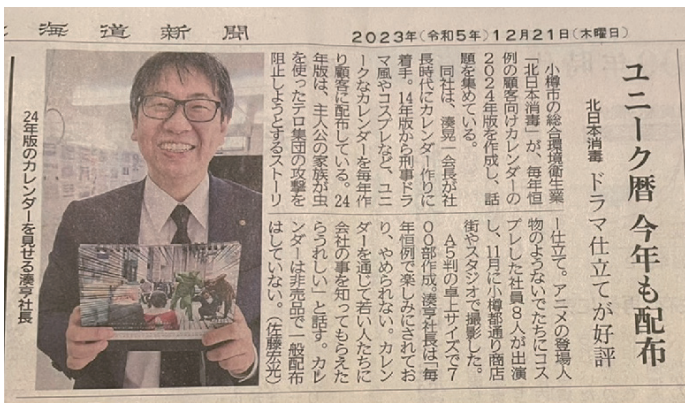 北海道新聞
2023年(令和5年)12月21日(木曜日)
ユニーク暦 今年も配布
北日本消毒 ドラマ仕立てが好評
小樽市の総合環境衛生業
「北日本消毒」が、毎年恒
例の顧客向けカレンダーの
2024年版を作成し、話
題を集めている。
同社は、湊晃一会長が社
長時代にカレンダー作りに
着手。14年版から刑事ドラ
マ風やコスプレなど、ユニ
ークなカレンダーを毎年作
り顧客に配布している。24
年版は、主人公の家族が虫
を使ったテロ集団の攻撃を
阻止しようとするストーリ
ー仕立て。アニメの登場人
物のようないでたちにコス
プレした社員8人が出演
し、11月に小樽都通り商店
街やスタジオで撮影した。
A5判の卓上サイズで7
00部作成。湊亨社長は「毎
年恒例で楽しみにされてお
り、やめられない。カレン
ダーを通じて若い人たちに
会社の事を知ってもらえた
らうれしい」と話す。カレ
ンダーは非売品で一般配布
はしていない。(佐藤宏光)
24年版のカレンダーを見せる湊亨社長